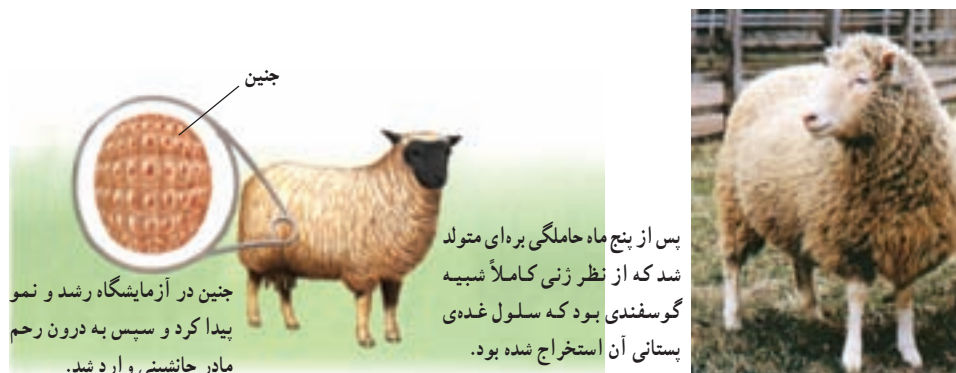 جنین
جنین در آزمایشگاه رشد و نمو
پیدا کرد و سپس به درون رحم
مادر جانشینی وارد شد.
پس از پنج ماه حاملگی بره‌ای متولد
شد که از نظر ژنی کاملاً شبیه
گوسفندی بود که سلول غده‌ی
پستانی آن استخراج شده بود.